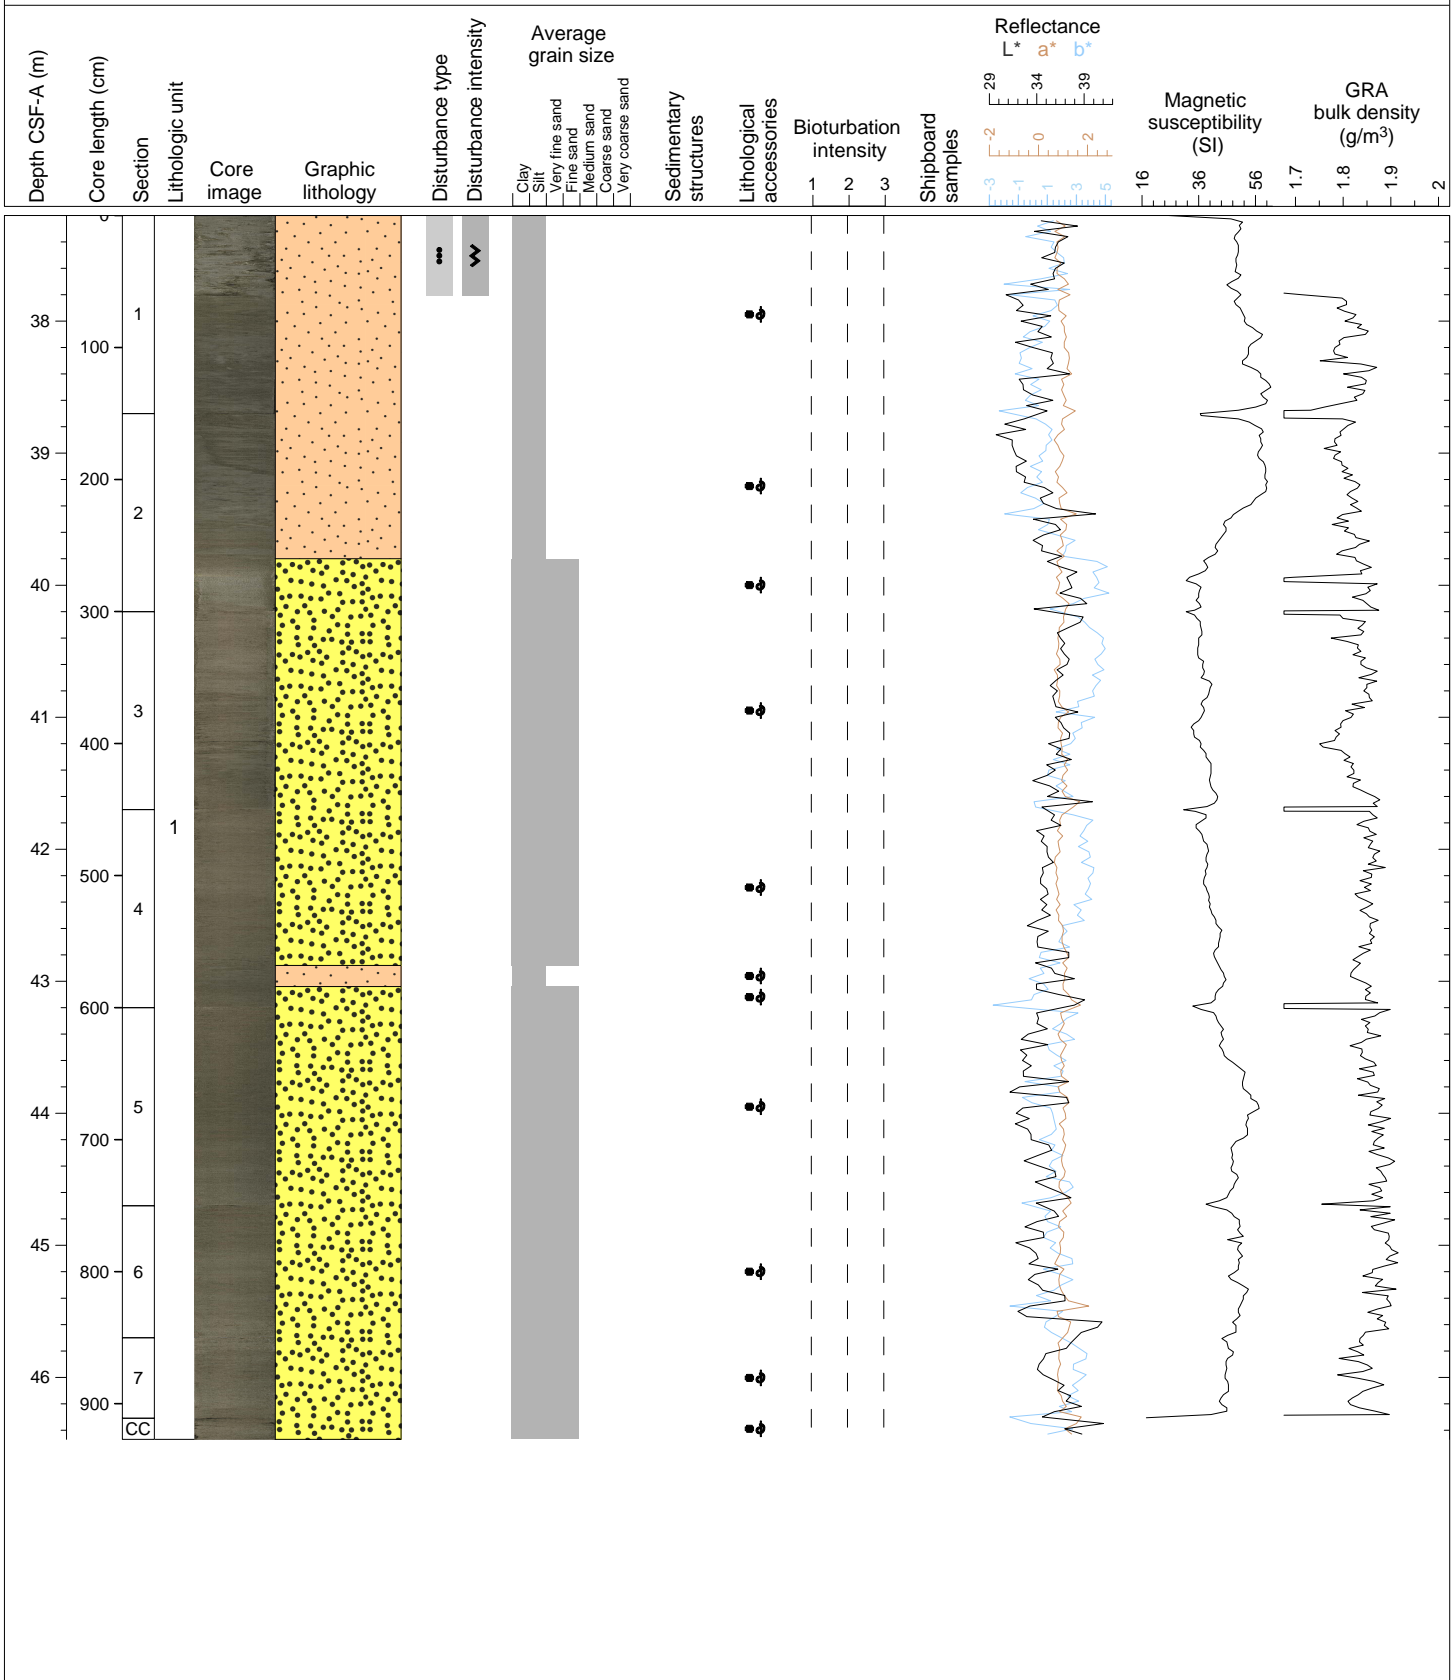 Depth CSF-A (m)
Core length (cm)
Section
Lithologic unit
Core
image
Graphic
lithology
Disturbance type
Disturbance intensity
Average
grain size
Clay
Silt
Very fine sand
Fine sand
Medium sand
Coarse sand
Very coarse sand
Sedimentary
structures
Lithological
accessories
Bioturbation
intensity
1 2 3
Shipboard
samples
Reflectance
L* a* b*
29 34 39
-2 0 2
-3 -1 1 3 5
Magnetic
susceptibility
(SI)
16 36 56
GRA
bulk density
(g/m3)
1.7 1.8 1.9 2
0
1
38
100
39
200
2
40
300
3
41
400
1
42
500
4
43
600
5
44
700
45
800
6
46
7
900
CC